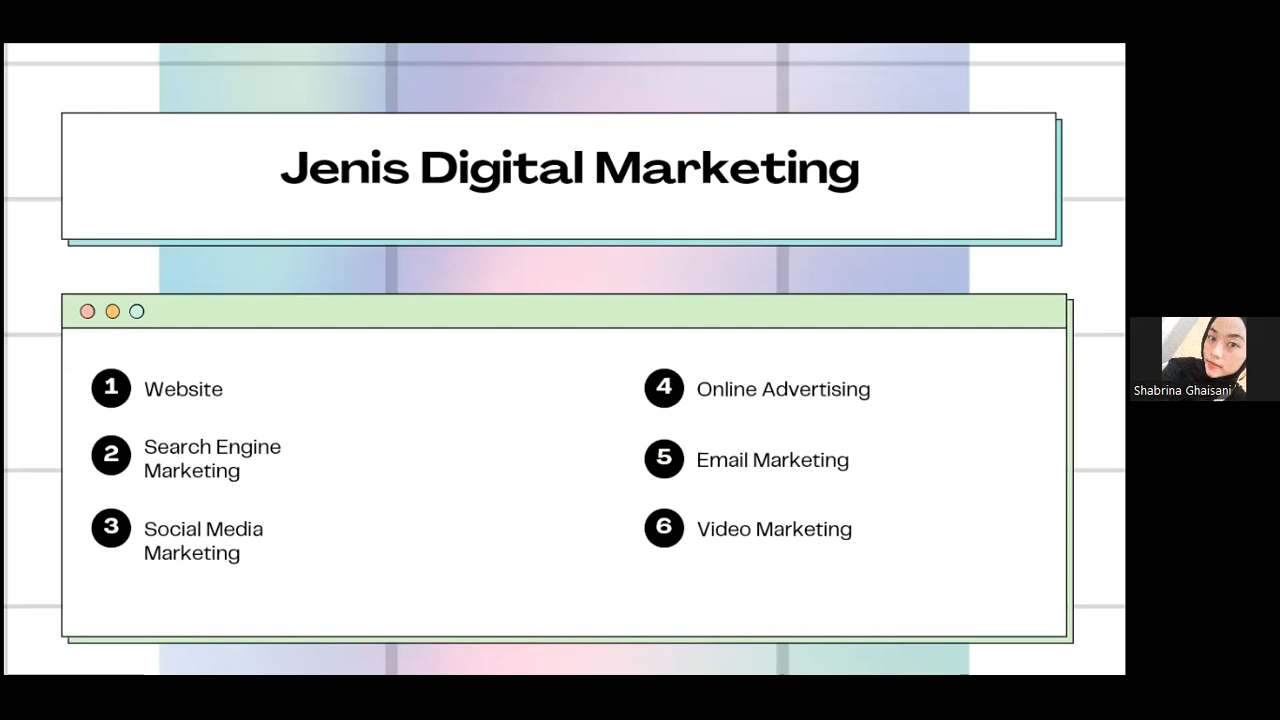 Jenis Digital Marketing
1 Website
2 Search Engine
Marketing
3 Social Media
Marketing
4 Online Advertising
5 Email Marketing
6 Video Marketing
Shabrina Ghaisani